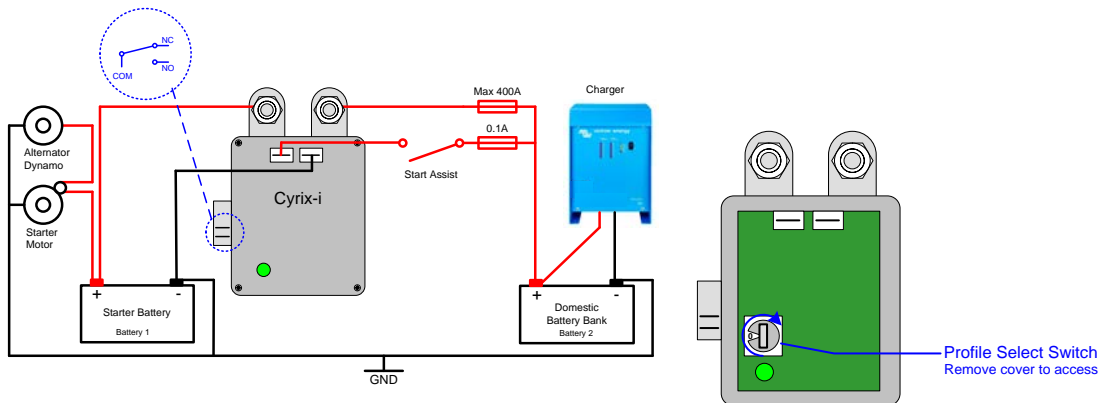 NC
COM
NO
Max 400A
Charger
0.1A
Alternator
Dynamo
Start Assist
Cyrix-i
Starter
Motor
+ -
Starter Battery
Battery 1
+ -
Domestic
Battery Bank
Battery 2
GND
0
Profile Select Switch
Remove cover to access